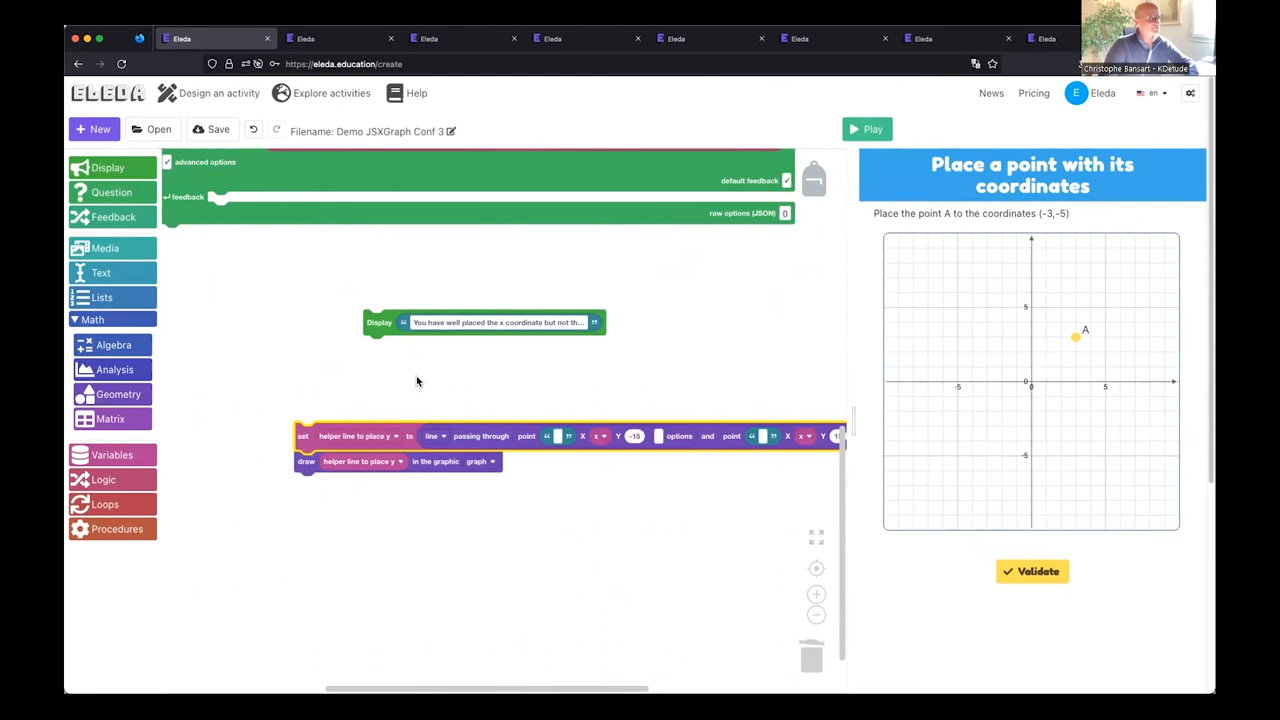 Eleda
Eleda
Eleda
Eleda
Eleda
Eleda
Eleda
Eleda
Christophe Bansart - KDetude
https://eleda.education/create
ELEDA
Design an activity
Explore activities
Help
News
Pricing
E
Eleda
en
New
Open
Save
Filename: Demo JSXGraph Conf 3
Play
Display
Question
Feedback
Media
Text
Lists
Math
Algebra
Analysis
Geometry
Matrix
Variables
Logic
Loops
Procedures
advanced options
default feedback
feedback
raw options (JSON) 0
Display “ You have well placed the x coordinate but not th... ”
set helper line to place y to line passing through point “ ” X x Y -15 options and point “ ” X x Y
draw helper line to place y in the graphic graph
Place a point with its
coordinates
Place the point A to the coordinates (-3,-5)
5
A
-5 0 0 5
-5
Validate